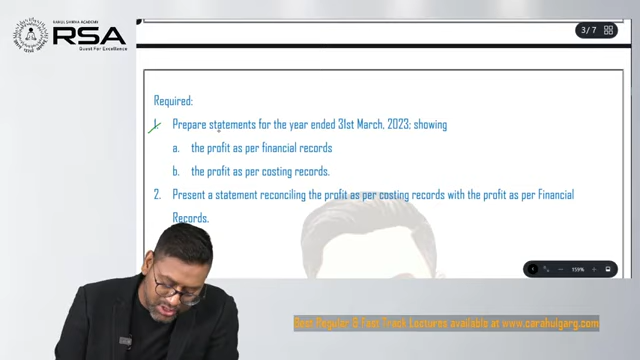 RAHUL SHARMA ACADEMY
RSA
Quest For Excellence
3/7
Required:
1. Prepare statements for the year ended 31st March, 2023; showing
a. the profit as per financial records
b. the profit as per costing records.
2. Present a statement reconciling the profit as per costing records with the profit as per Financial
Records.
159%
Best Regular & Fast Track Lectures available at www.carahulgarg.com